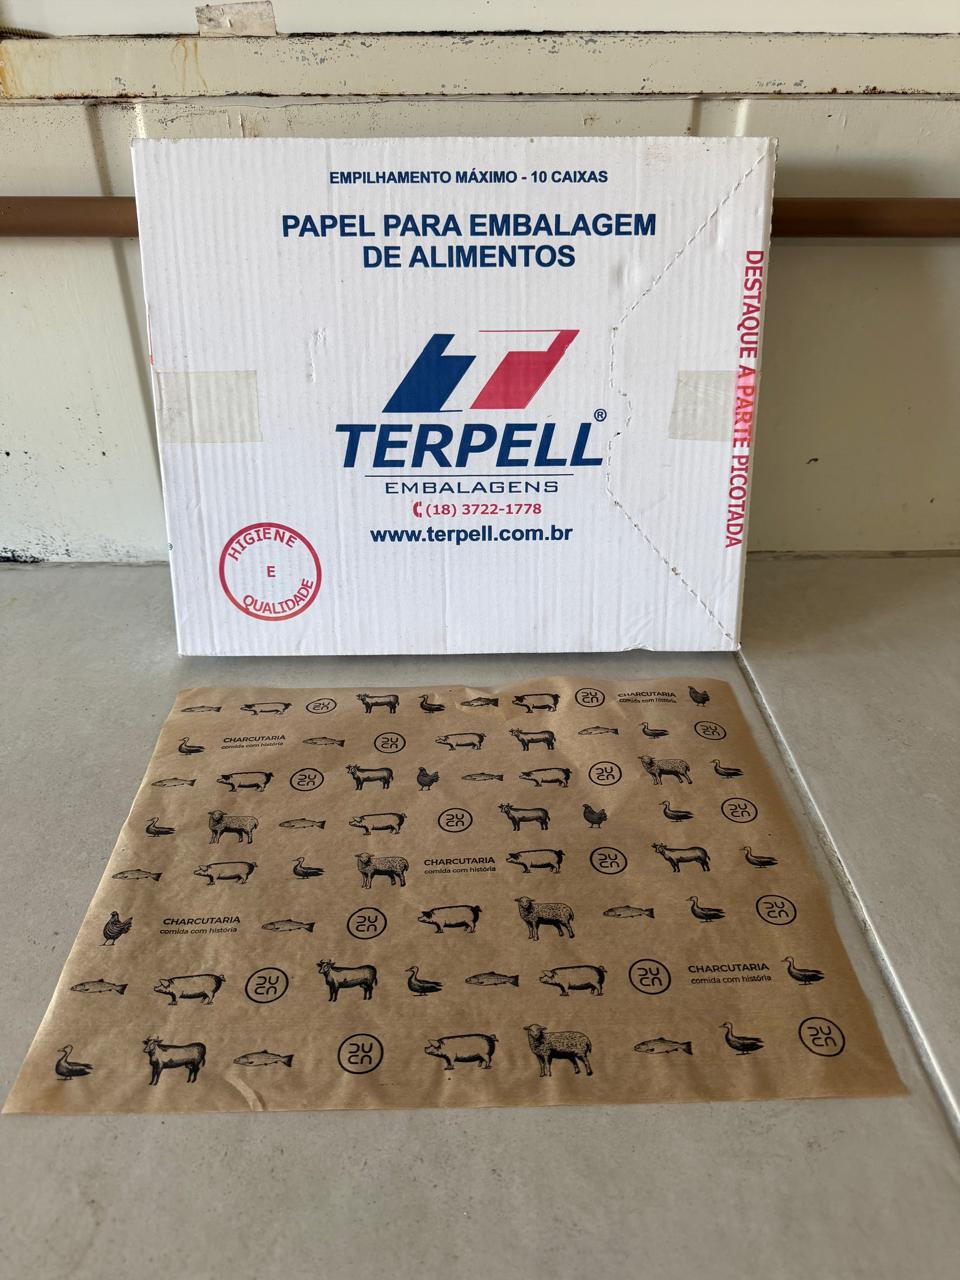 EMPILHAMENTO MÁXIMO - 10 CAIXAS
PAPEL PARA EMBALAGEM
DE ALIMENTOS
DESTAQUE A PARTE PICOTADA
TERPELL®
EMBALAGENS
(18) 3722-1778
www.terpell.com.br
HIGIENE
E
QUALIDADE
CHARCUTARIA
comida com história
CHARCUTARIA
comida com história
CHARCUTARIA
comida com história
CHARCUTARIA
comida com história
CHARCUTARIA
comida com história